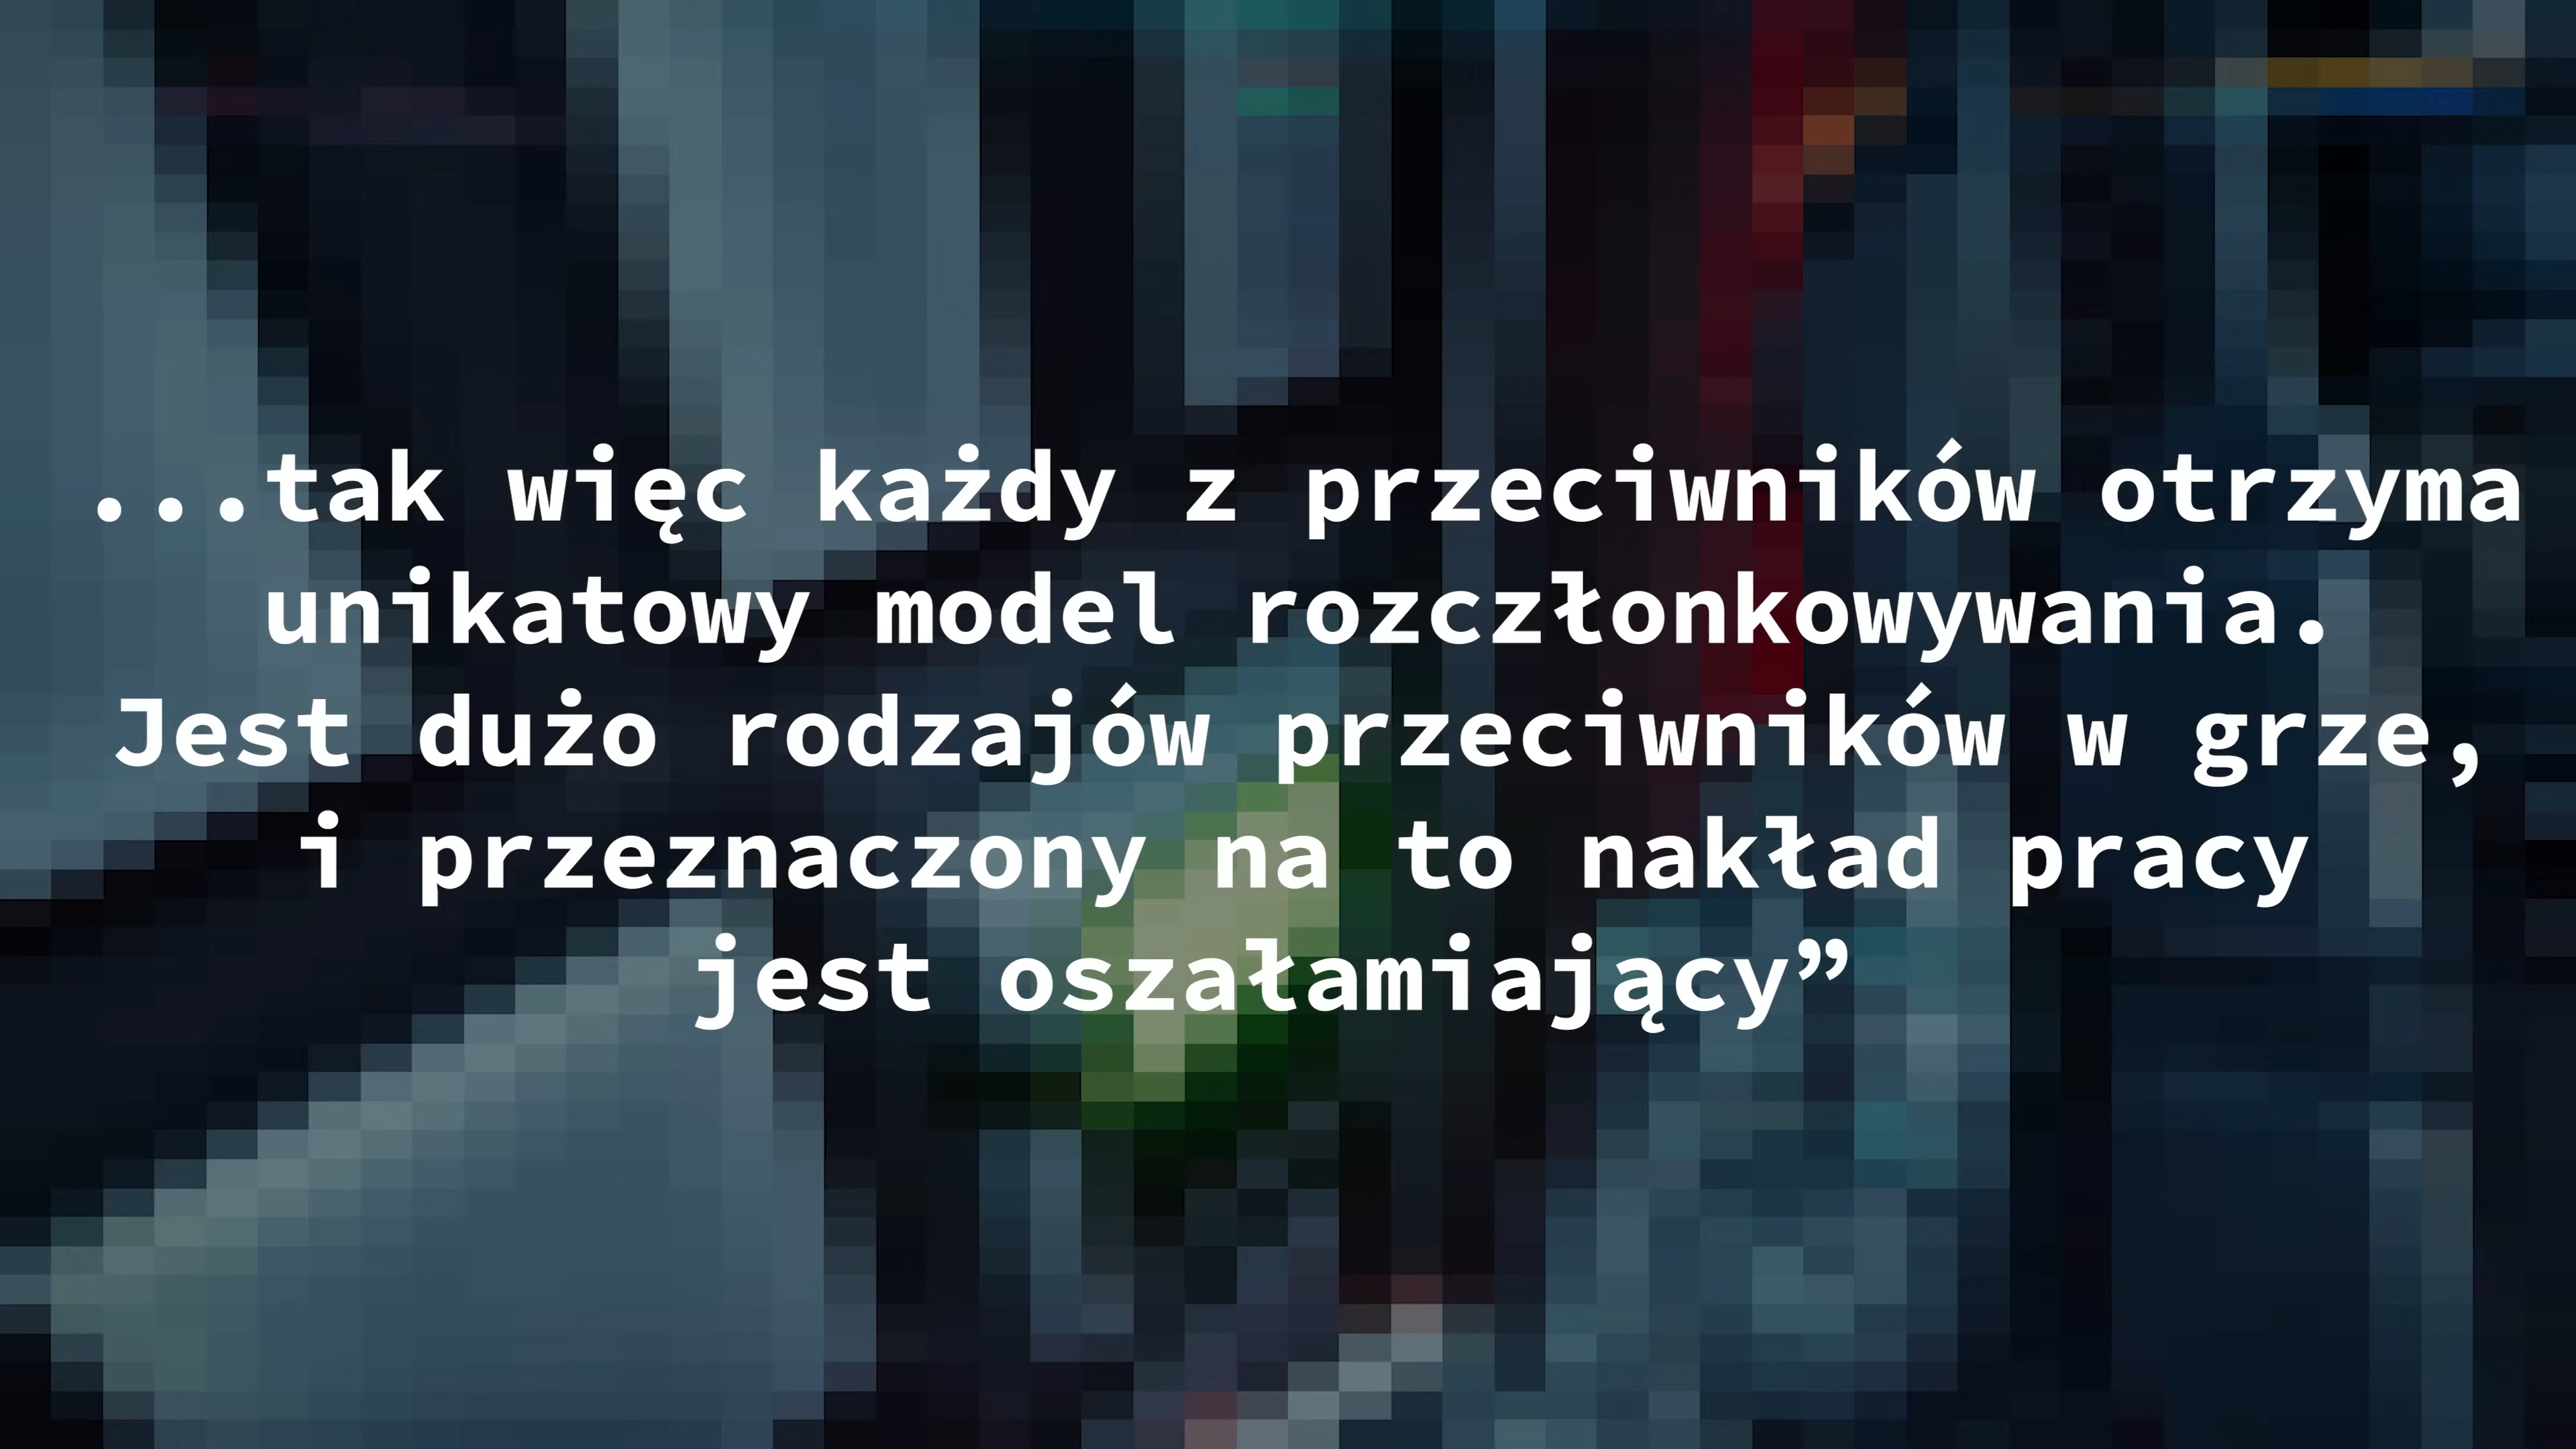 ...tak więc każdy z przeciwników otrzyma
unikatowy model rozczłonkowywania.
Jest dużo rodzajów przeciwników w grze,
i przeznaczony na to nakład pracy
jest oszałamiający”